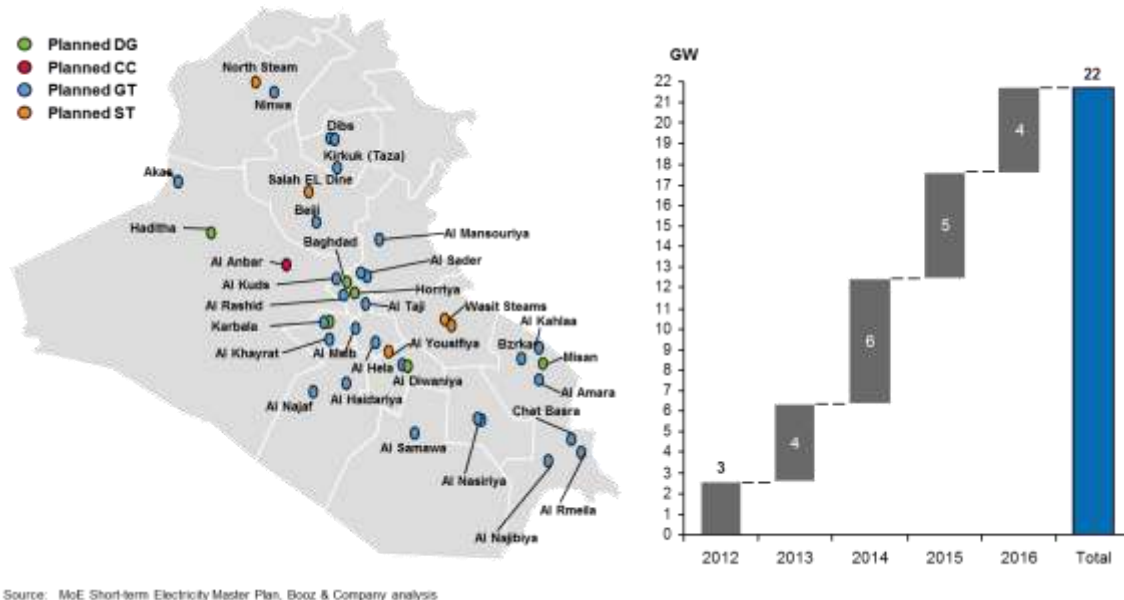 Planned DG
Planned CC
Planned GT
Planned ST
North Steam
Ninwa
Dibs
Kirkuk (Taza)
Akas
Salah EL Dine
Beiji
Haditha
Baghdad
Al Mansouriya
Al Anbar
Al Sader
Al Kuds
Horriya
Al Rashid
Al Taji
Wasit Steams
Karbala
Al Kahlaa
Al Khayrat
Al Yousifiya
Bzrkan
Misan
Al Hela
Al Diwaniya
Al Amara
Al Najaf
Al Haidariya
Chat Basra
Al Samawa
Al Nasiriya
Al Rmeila
Al Najibiya
GW
22
21
20
19
18
17
16
15
14
13
12
11
10
9
8
7
6
5
4
3
2
1
0
3
4
6
5
4
22
2012 2013 2014 2015 2016 Total
Source: MoE Short-term Electricity Master Plan, Booz & Company analysis